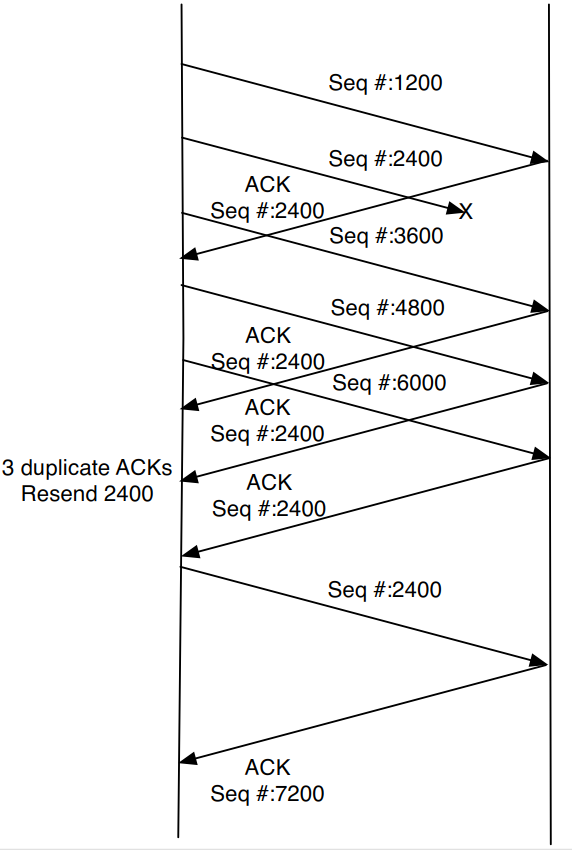 Seq #:1200
Seq #:2400
ACK
Seq #:2400
X
Seq #:3600
Seq #:4800
ACK
Seq #:2400
Seq #:6000
ACK
Seq #:2400
3 duplicate ACKs
Resend 2400
ACK
Seq #:2400
Seq #:2400
ACK
Seq #:7200